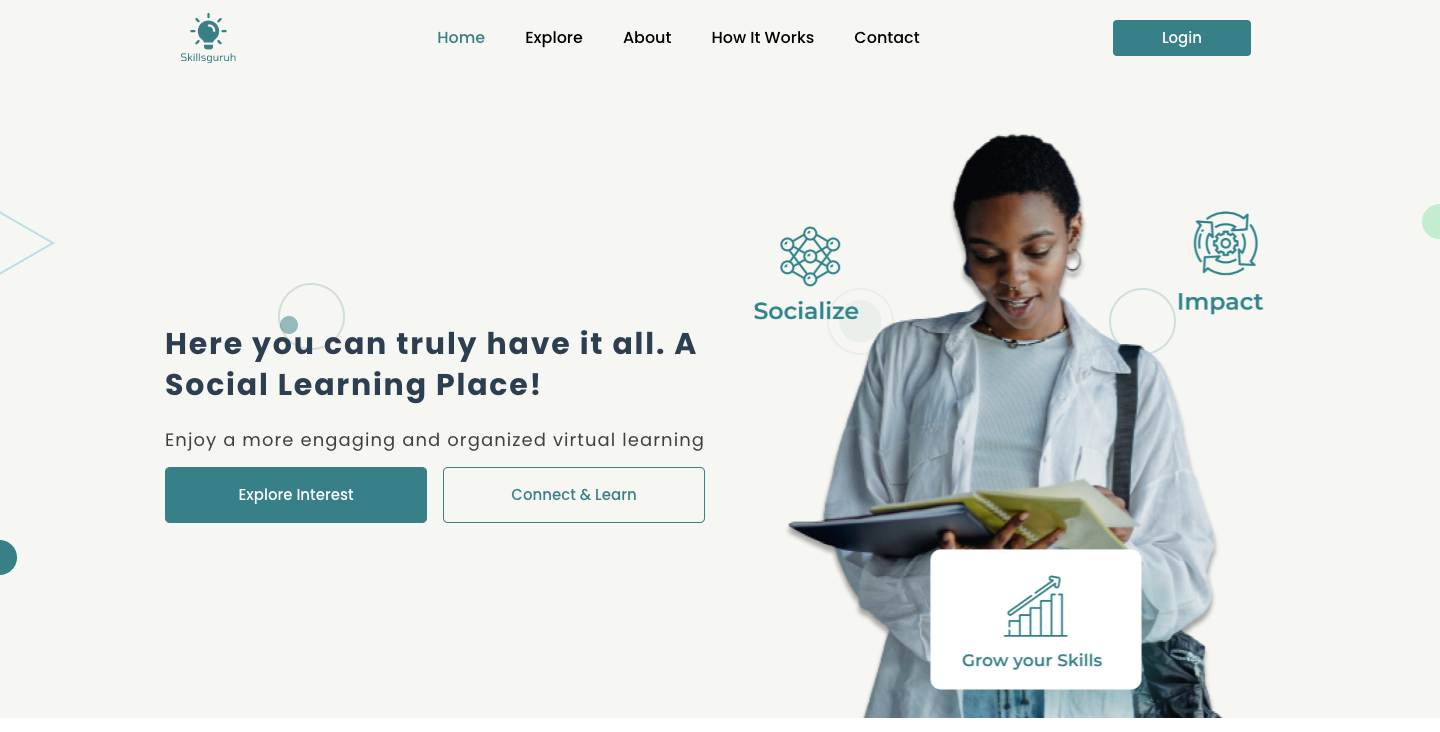 Skillsguruh
Home Explore About How It Works Contact
Login
Here you can truly have it all. A
Social Learning Place!
Enjoy a more engaging and organized virtual learning
Explore Interest
Connect & Learn
Socialize
Impact
Grow your Skills